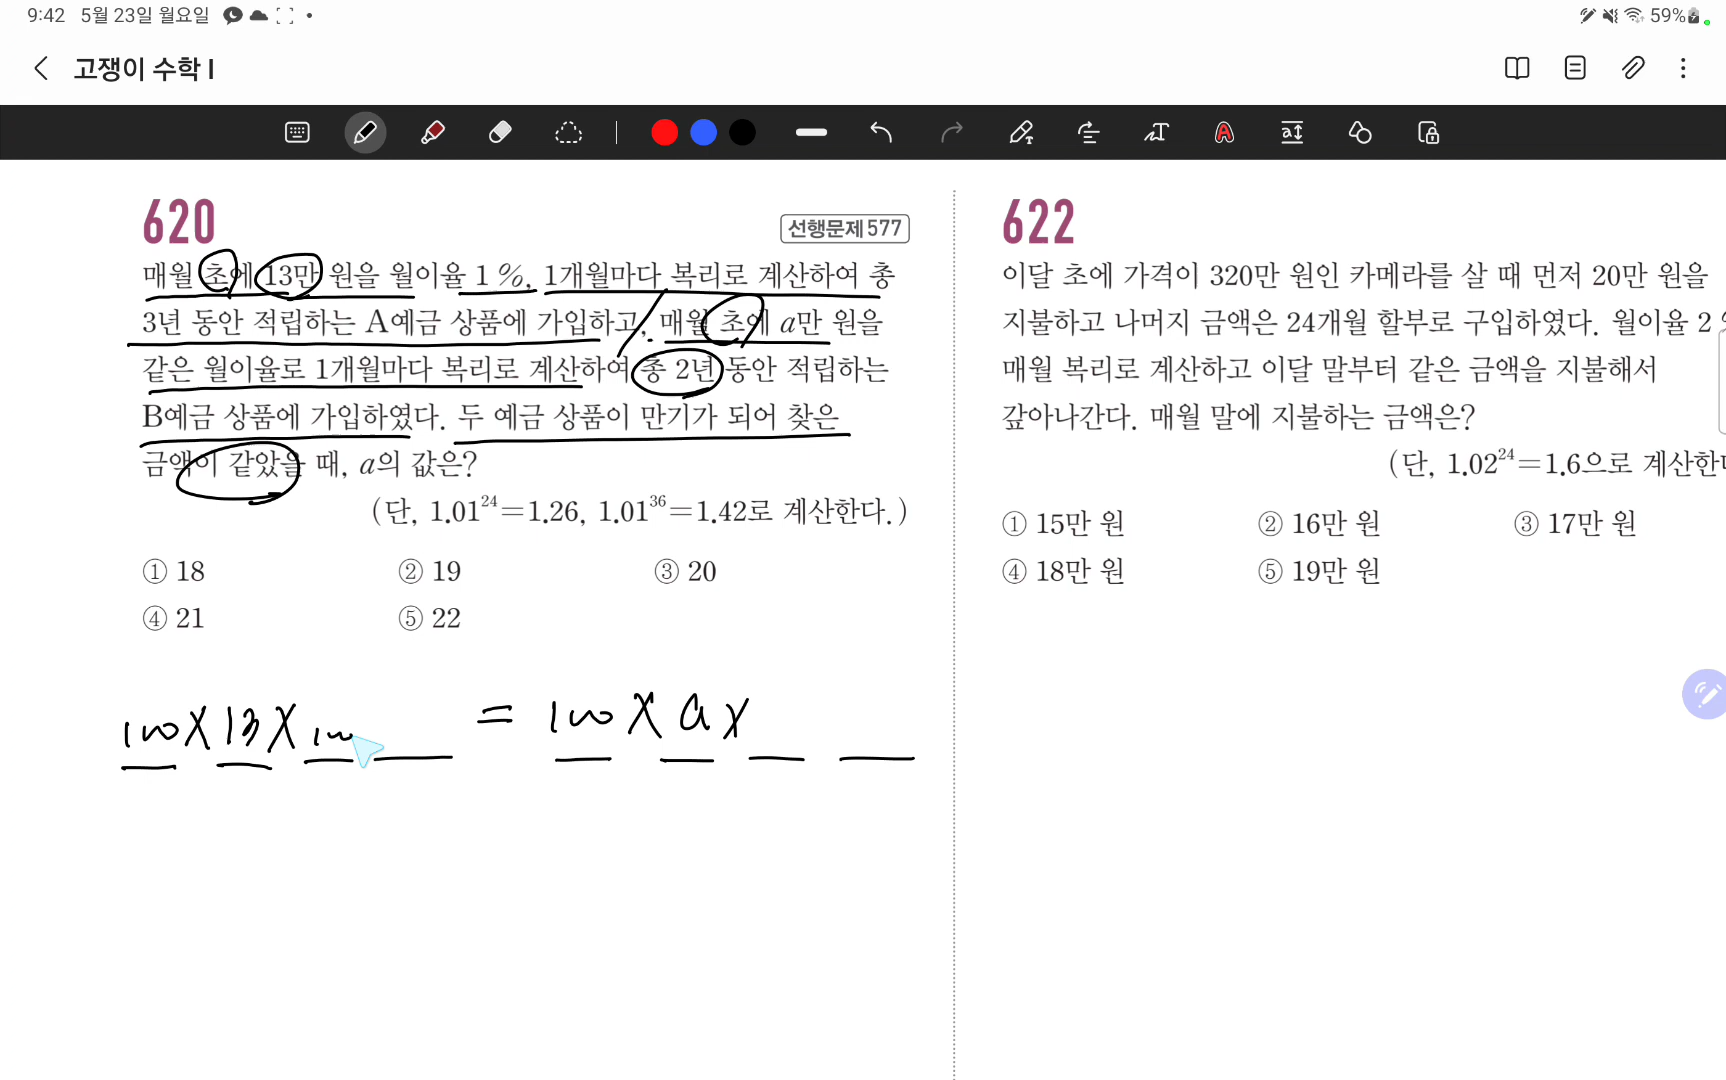 9:42 5월 23일 월요일
59%
고쟁이 수학 I
620
선행문제 577
매월 초에 13만 원을 월이율 1 %, 1개월마다 복리로 계산하여 총
3년 동안 적립하는 A예금 상품에 가입하고, 매월 초에 a만 원을
같은 월이율로 1개월마다 복리로 계산하여 총 2년 동안 적립하는
B예금 상품에 가입하였다. 두 예금 상품이 만기가 되어 찾은
금액이 같았을 때, a의 값은?
(단, 1.01²⁴=1.26, 1.01³⁶=1.42로 계산한다.)
① 18 ② 19 ③ 20
④ 21 ⑤ 22
100 × 13 × = 100 × a ×
622
이달 초에 가격이 320만 원인 카메라를 살 때 먼저 20만 원을
지불하고 나머지 금액은 24개월 할부로 구입하였다. 월이율 2
매월 복리로 계산하고 이달 말부터 같은 금액을 지불해서
갚아나간다. 매월 말에 지불하는 금액은?
(단, 1.02²⁴=1.6으로 계산한
① 15만 원 ② 16만 원 ③ 17만 원
④ 18만 원 ⑤ 19만 원